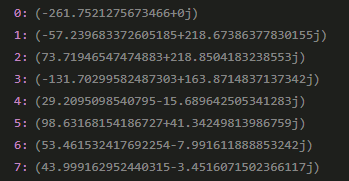 0: (-261.7521275673466+0j)
1: (-57.239683372605185+218.67386377830155j)
2: (73.71946547474883+218.8504183238553j)
3: (-131.70299582487303+163.8714837137342j)
4: (29.2095098540795-15.689642505341283j)
5: (98.63168154186727+41.34249813986759j)
6: (53.461532417692254-7.991611888853242j)
7: (43.999162952440315-3.4516071502366117j)